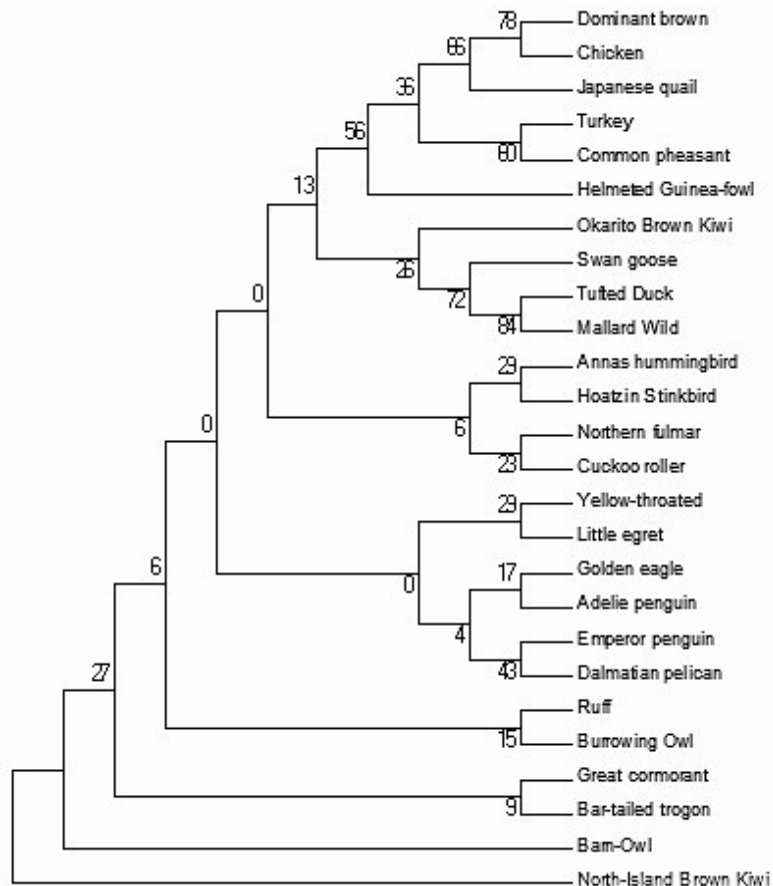 78
Dominant brown
66
Chicken
36
Japanese quail
56
Turkey
60
Common pheasant
13
Helmeted Guinea-fowl
Okarito Brown Kiwi
26
Swan goose
72
Tufted Duck
84
Mallard Wild
0
Annas hummingbird
29
Hoatzin Stinkbird
6
Northern fulmar
23
Cuckoo roller
0
Yellow-throated
29
Little egret
0
Golden eagle
17
Adelie penguin
4
Emperor penguin
43
Dalmatian pelican
6
Ruff
15
Burrowing Owl
27
Great cormorant
9
Bar-tailed trogon
Barn-Owl
North-Island Brown Kiwi